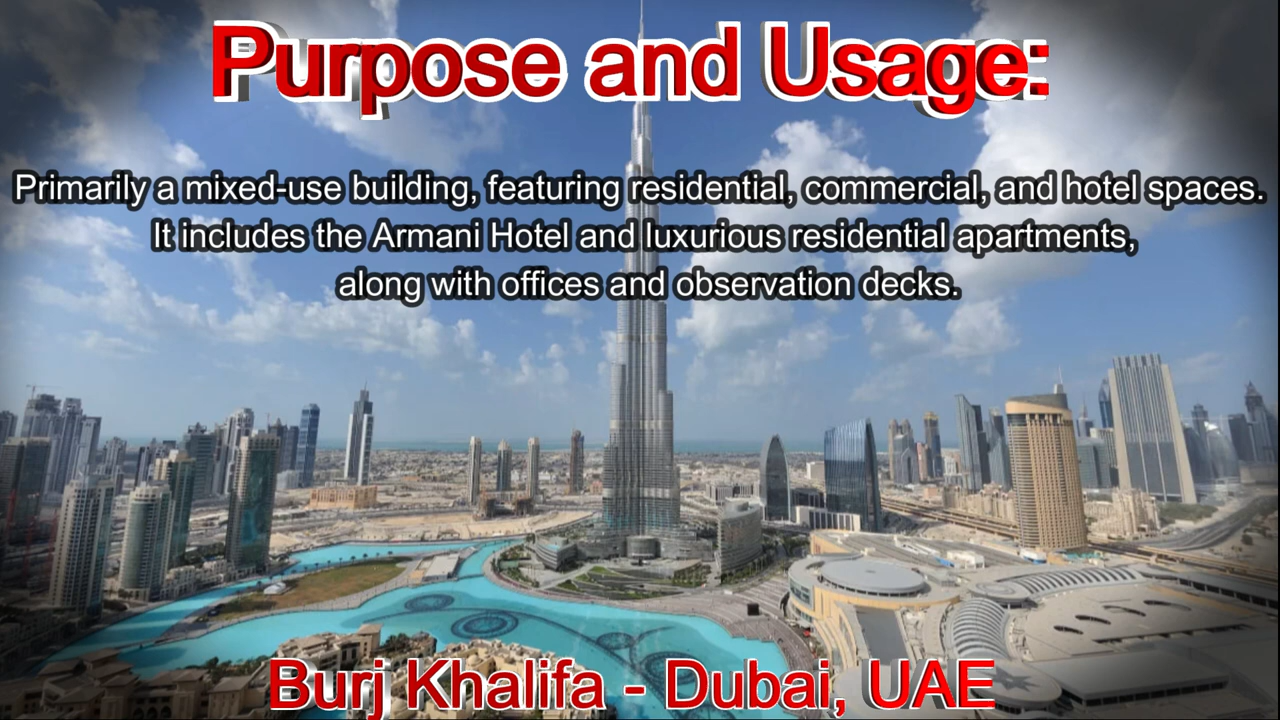 Purpose and Usage:
Primarily a mixed-use building, featuring residential, commercial, and hotel spaces.
It includes the Armani Hotel and luxurious residential apartments,
along with offices and observation decks.
Burj Khalifa - Dubai, UAE